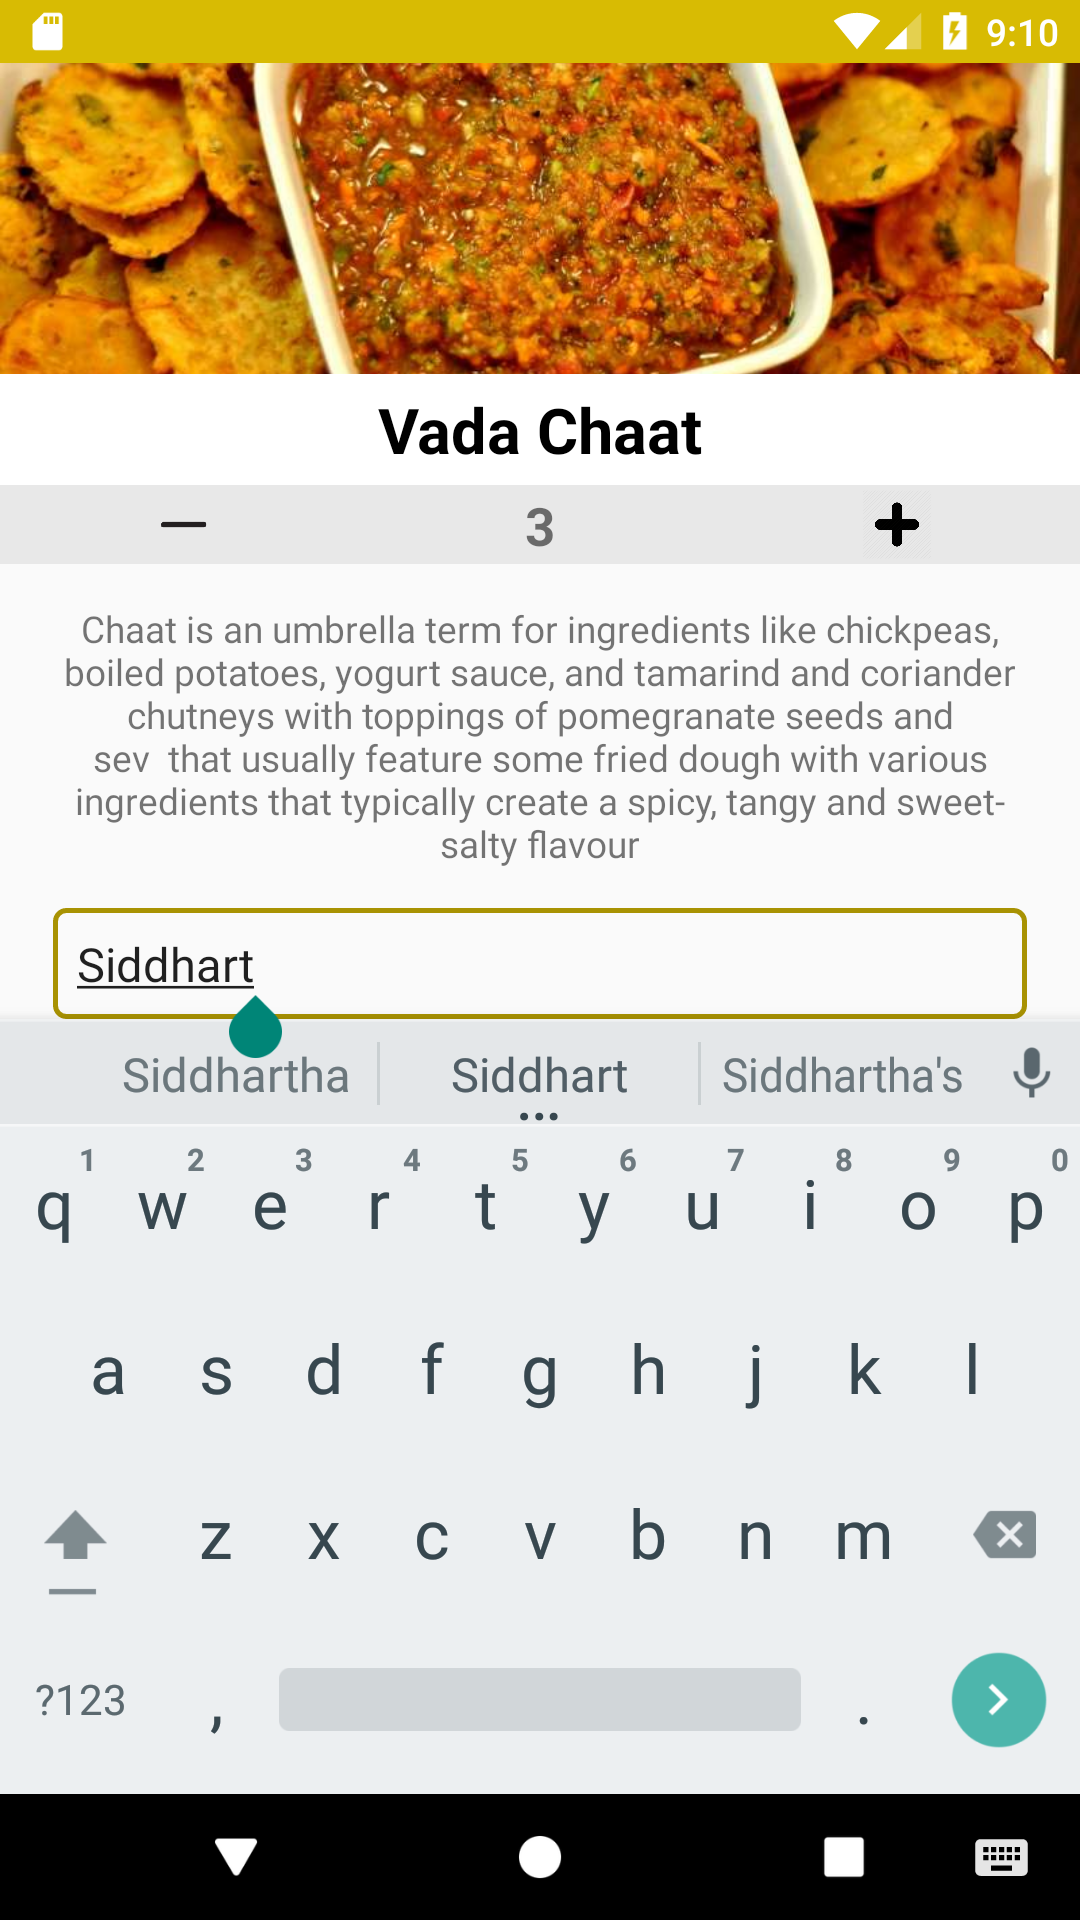 9:10
Vada Chaat
3
Chaat is an umbrella term for ingredients like chickpeas,
boiled potatoes, yogurt sauce, and tamarind and coriander
chutneys with toppings of pomegranate seeds and
sev  that usually feature some fried dough with various
ingredients that typically create a spicy, tangy and sweet-
salty flavour
Siddhart
Siddhartha Siddhart Siddhartha's
1 2 3 4 5 6 7 8 9 0
q w e r t y u i o p
a s d f g h j k l
z x c v b n m
?123 , .